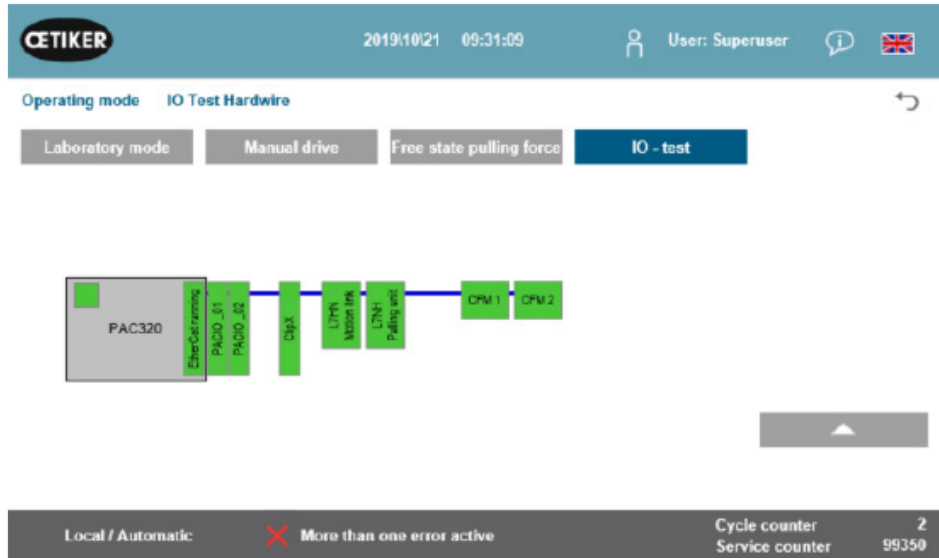 ŒTIKER
2019\10\21 09:31:09
User: Superuser
Operating mode IO Test Hardwire
Laboratory mode
Manual drive
Free state pulling force
IO - test
PAC320
EtherCat running
PACIO_01
PACIO_02
ClipX
L7HN
Motion link
L7NH
Pulling unit
CFM 1
CFM 2
Local / Automatic
More than one error active
Cycle counter 2
Service counter 99350